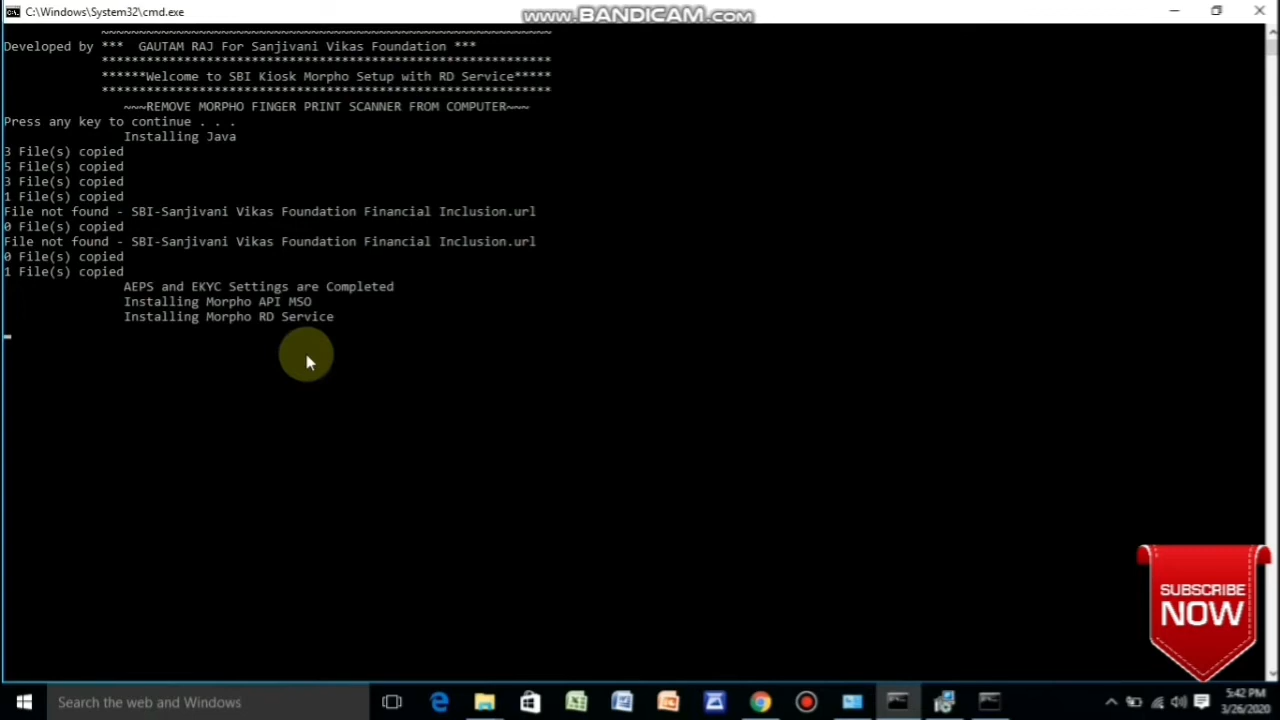 C:\Windows\System32\cmd.exe
www.BANDICAM.com
~~~~~~~~~~~~~~~~~~~~~~~~~~~~~~~~~~~~~~~~~~~~~~~~~~~~~~~~~~~~
Developed by ***  GAUTAM RAJ For Sanjivani Vikas Foundation ***
************************************************************
******Welcome to SBI Kiosk Morpho Setup with RD Service*****
************************************************************
~~~REMOVE MORPHO FINGER PRINT SCANNER FROM COMPUTER~~~
Press any key to continue . . .
Installing Java
3 File(s) copied
5 File(s) copied
3 File(s) copied
1 File(s) copied
File not found - SBI-Sanjivani Vikas Foundation Financial Inclusion.url
0 File(s) copied
File not found - SBI-Sanjivani Vikas Foundation Financial Inclusion.url
0 File(s) copied
1 File(s) copied
AEPS and EKYC Settings are Completed
Installing Morpho API MSO
Installing Morpho RD Service
SUBSCRIBE
NOW
Search the web and Windows
5:42 PM
3/26/2020